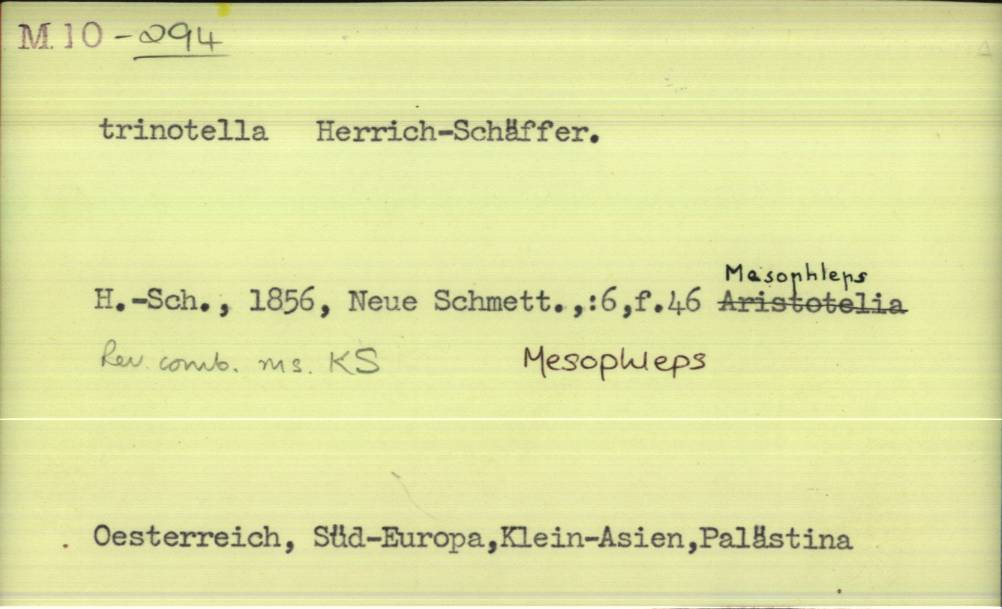 M 10-294
trinotella Herrich-Schäffer.
Mesophleps
H.-Sch., 1856, Neue Schmett.,:6,f.46 Aristotelia
Rev. comb. ms. KS Mesophleps
Oesterreich, Süd-Europa,Klein-Asien,Palästina